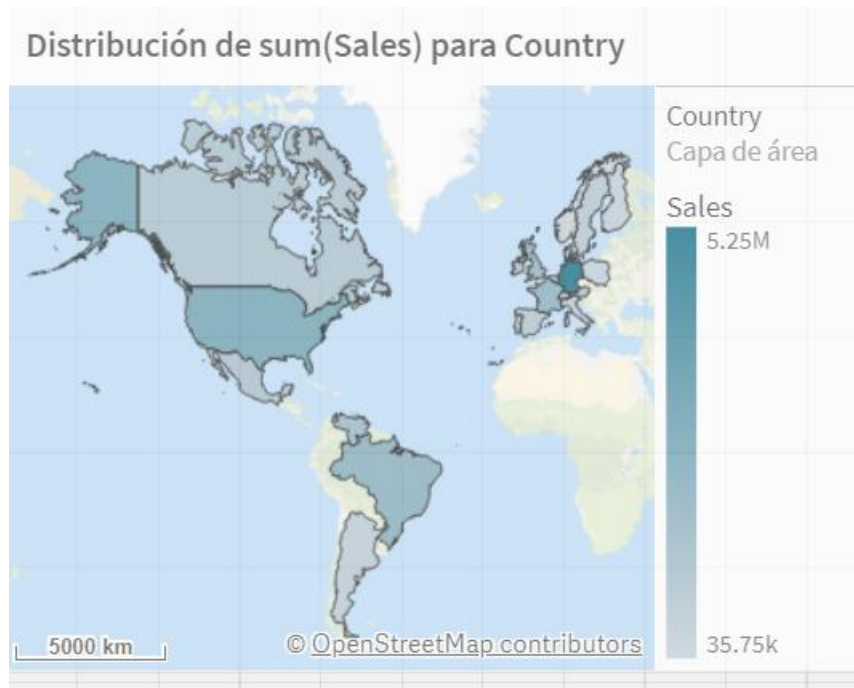 Distribución de sum(Sales) para Country
Country
Capa de área
Sales
5.25M
35.75k
5000 km
© OpenStreetMap contributors